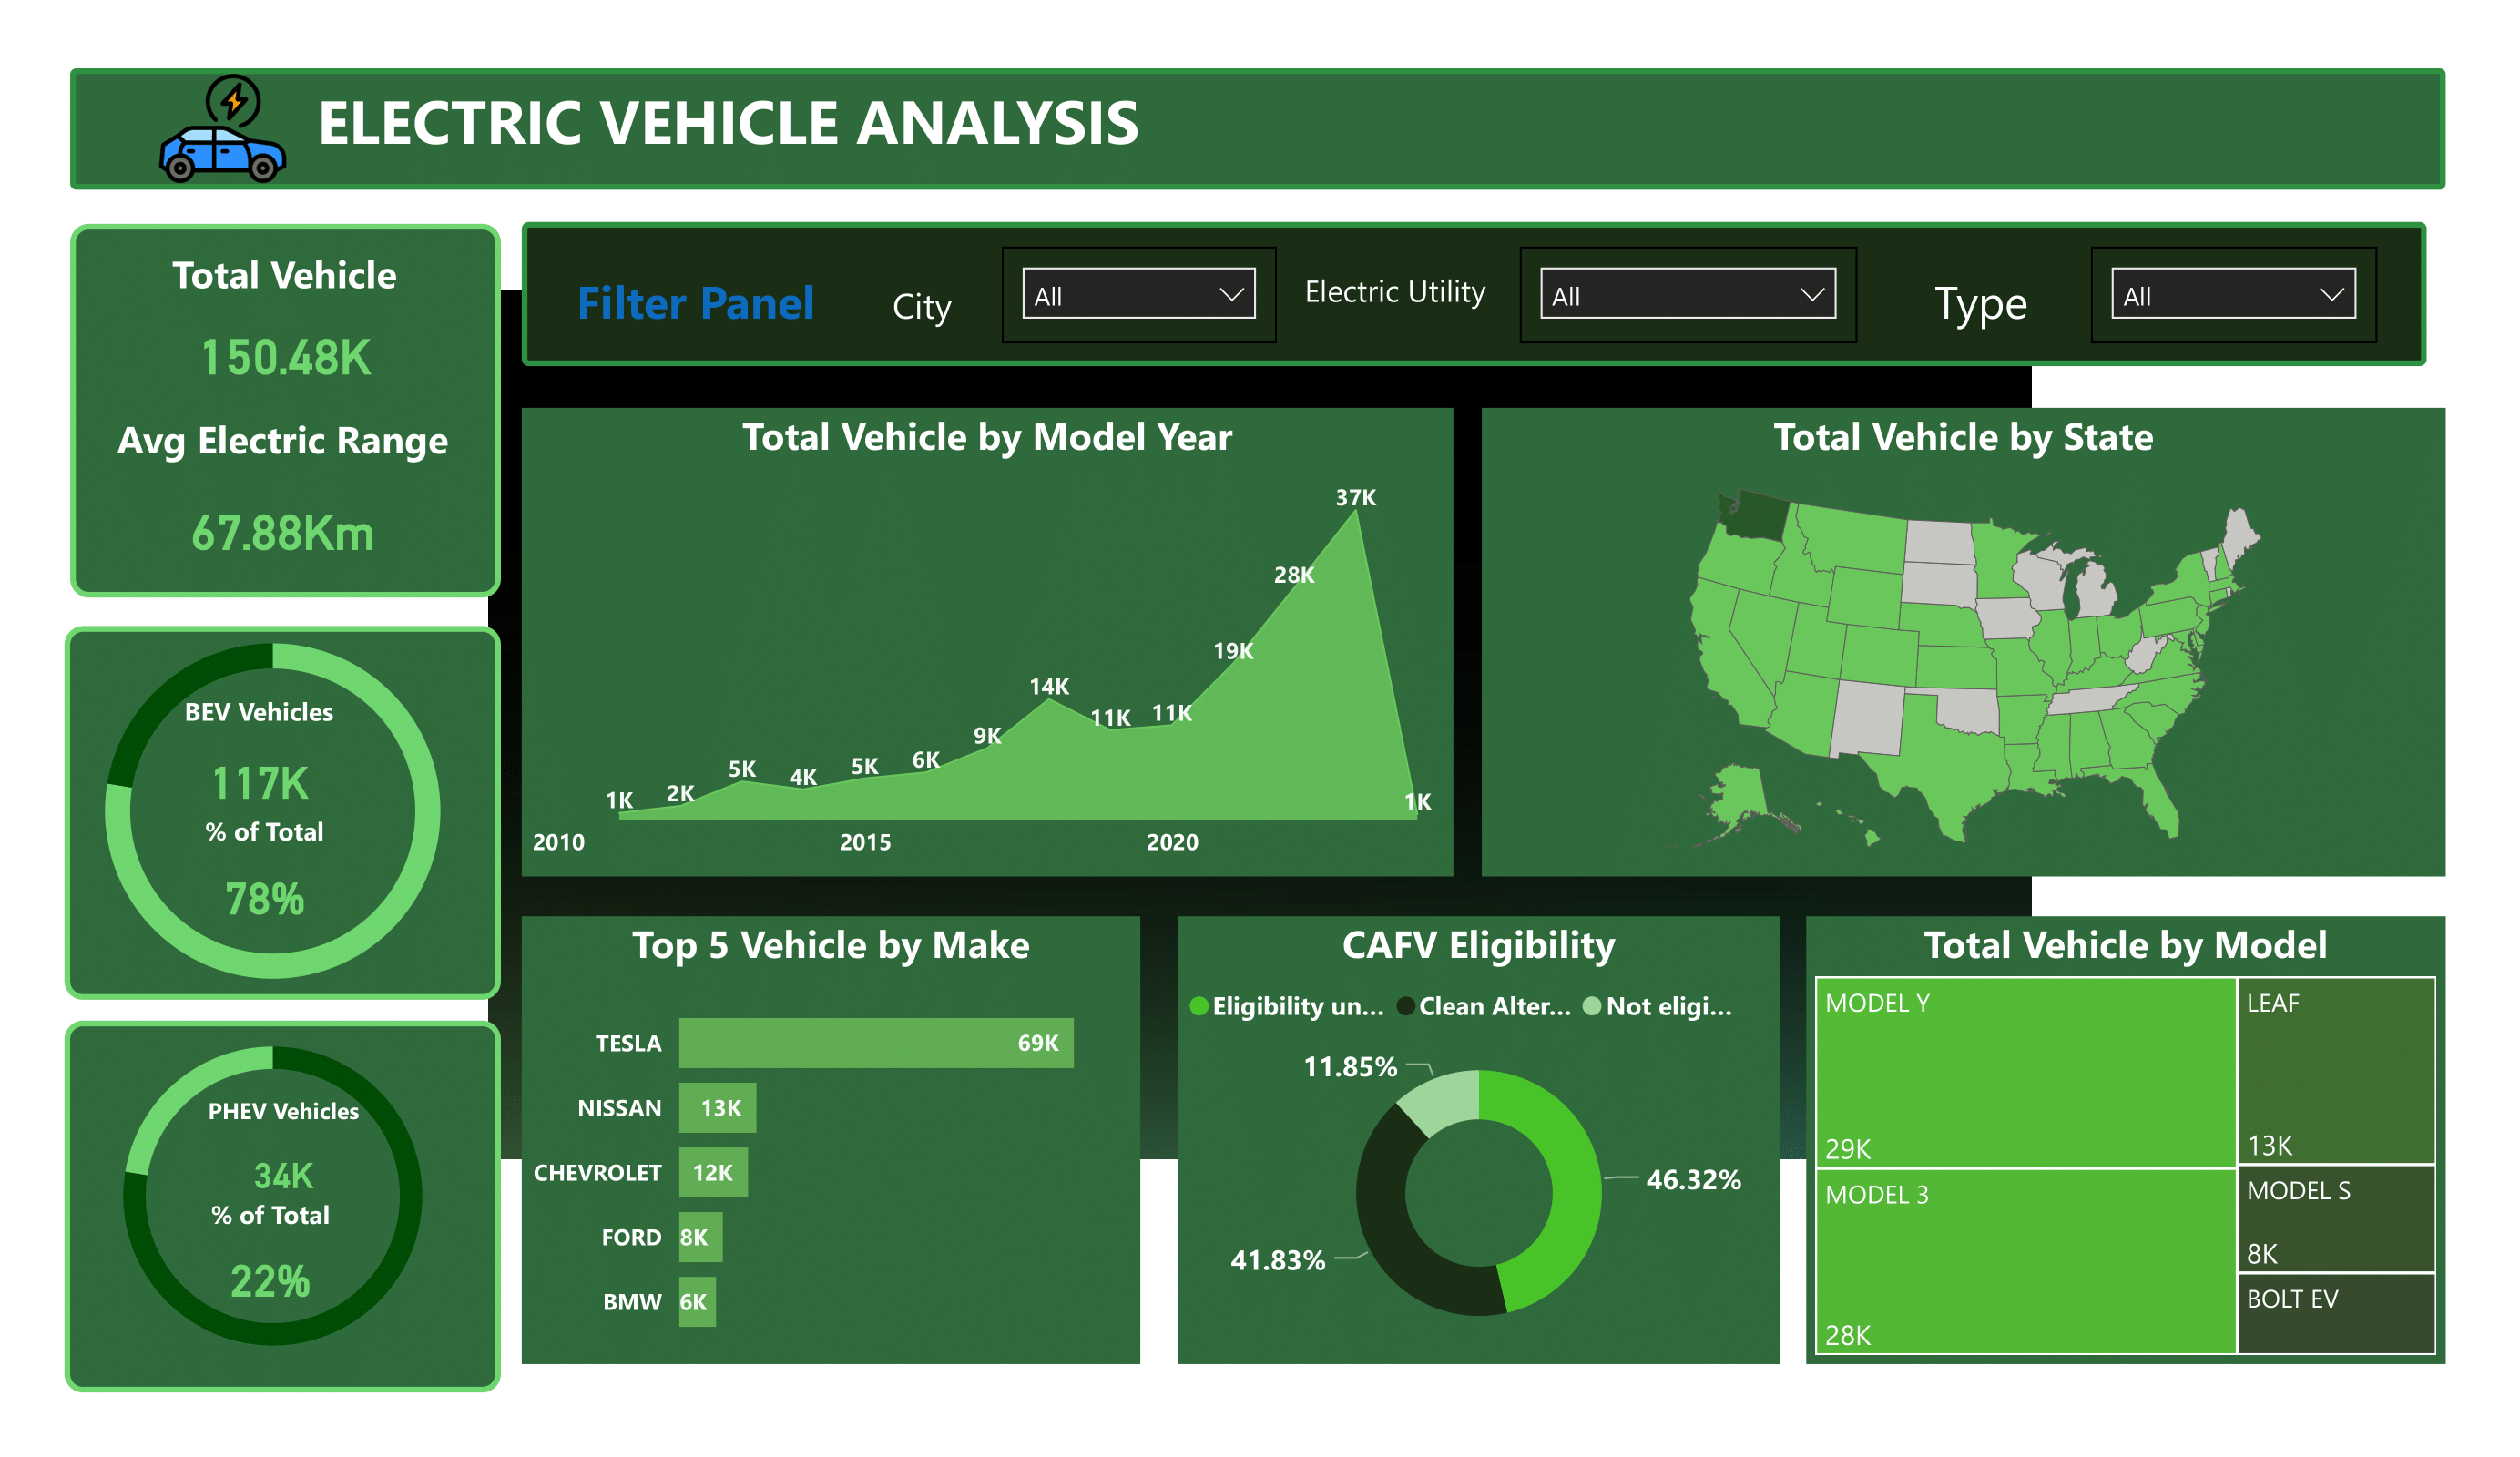 ELECTRIC VEHICLE ANALYSIS
Total Vehicle
150.48K
Avg Electric Range
67.88Km
Filter Panel
City
All
Electric Utility
All
Type
All
BEV Vehicles
117K
% of Total
78%
PHEV Vehicles
34K
% of Total
22%
Total Vehicle by Model Year
37K
28K
19K
14K
11K
11K
9K
6K
5K
4K
5K
2K
1K
1K
2010
2015
2020
Total Vehicle by State
Top 5 Vehicle by Make
TESLA
69K
NISSAN
13K
CHEVROLET
12K
FORD
8K
BMW
6K
CAFV Eligibility
Eligibility un...
Clean Alter...
Not eligi...
11.85%
46.32%
41.83%
Total Vehicle by Model
MODEL Y
29K
MODEL 3
28K
LEAF
13K
MODEL S
8K
BOLT EV